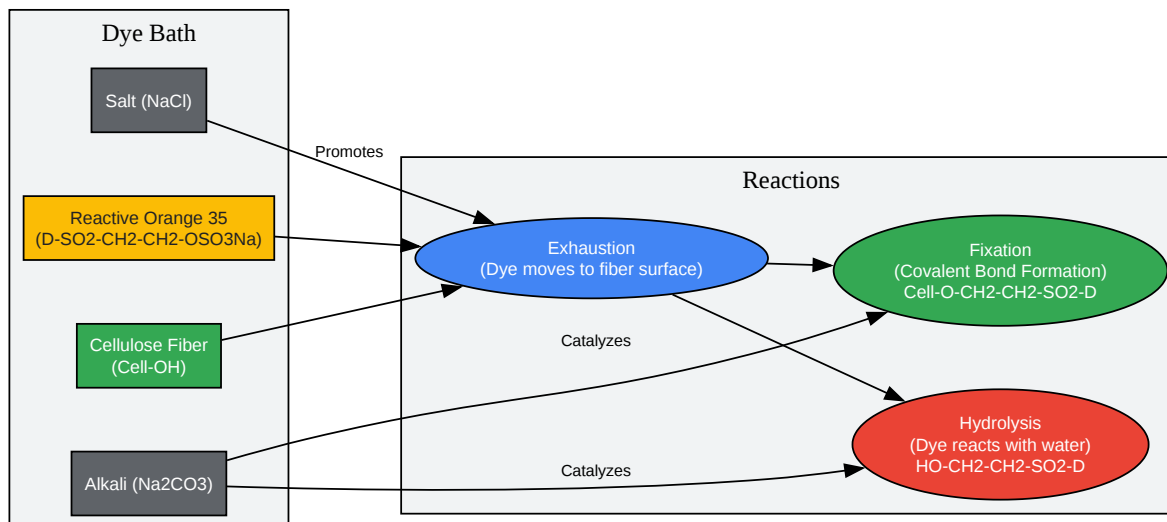 Dye Bath
Salt (NaCl)
Promotes
Reactive Orange 35
(D-SO2-CH2-CH2-OSO3Na)
Cellulose Fiber
(Cell-OH)
Alkali (Na2CO3)
Catalyzes
Catalyzes
Reactions
Exhaustion
(Dye moves to fiber surface)
Fixation
(Covalent Bond Formation)
Cell-O-CH2-CH2-SO2-D
Hydrolysis
(Dye reacts with water)
HO-CH2-CH2-SO2-D